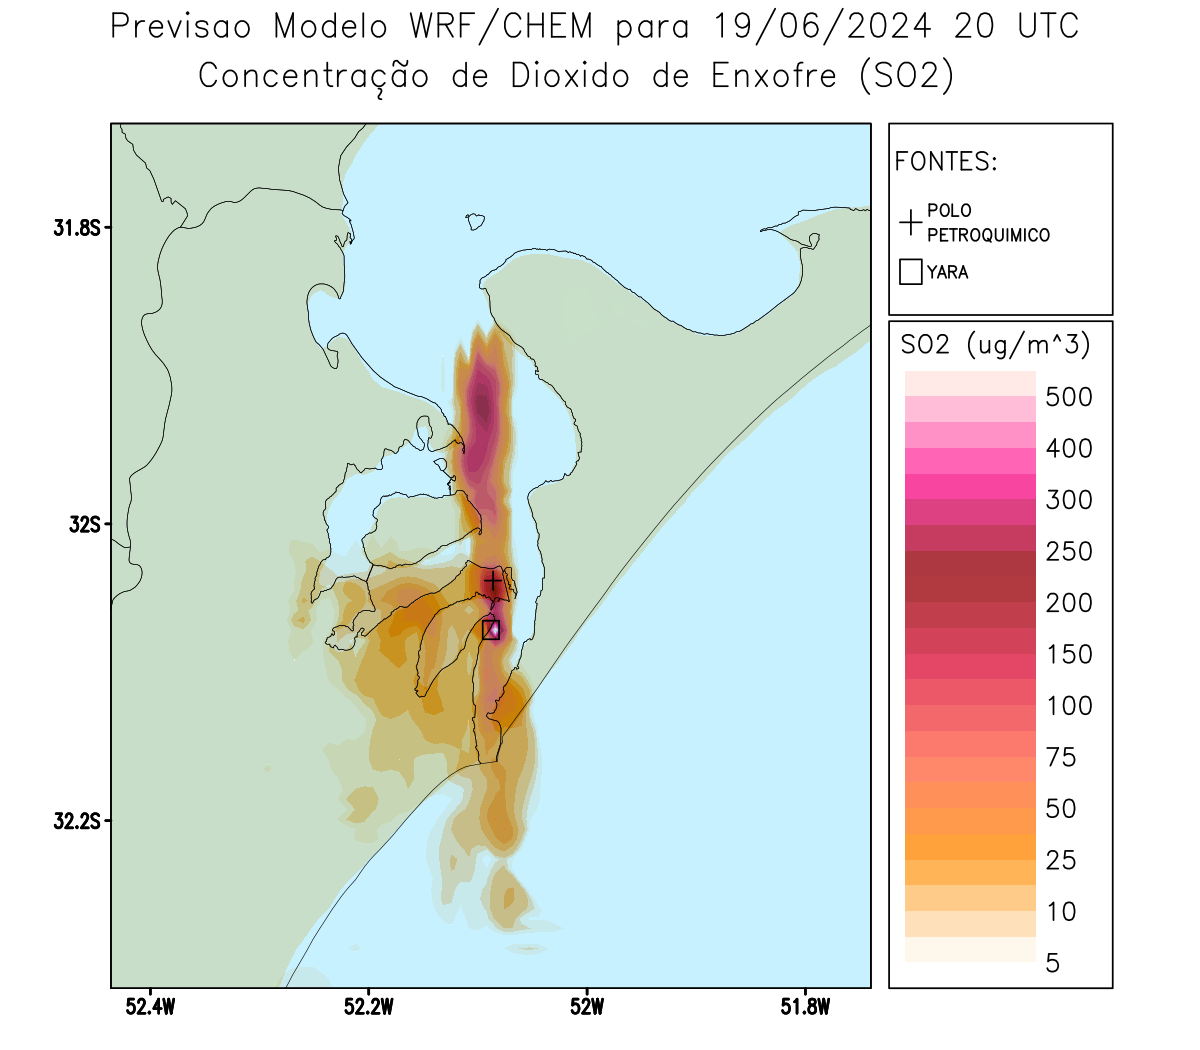 Previsao Modelo WRF/CHEM para 19/06/2024 20 UTC
Concentração de Dioxido de Enxofre (SO2)
FONTES:
POLO
PETROQUIMICO
YARA
SO2 (ug/m^3)
500
400
300
250
200
150
100
75
50
25
10
5
31.8S
32S
32.2S
52.4W
52.2W
52W
51.8W